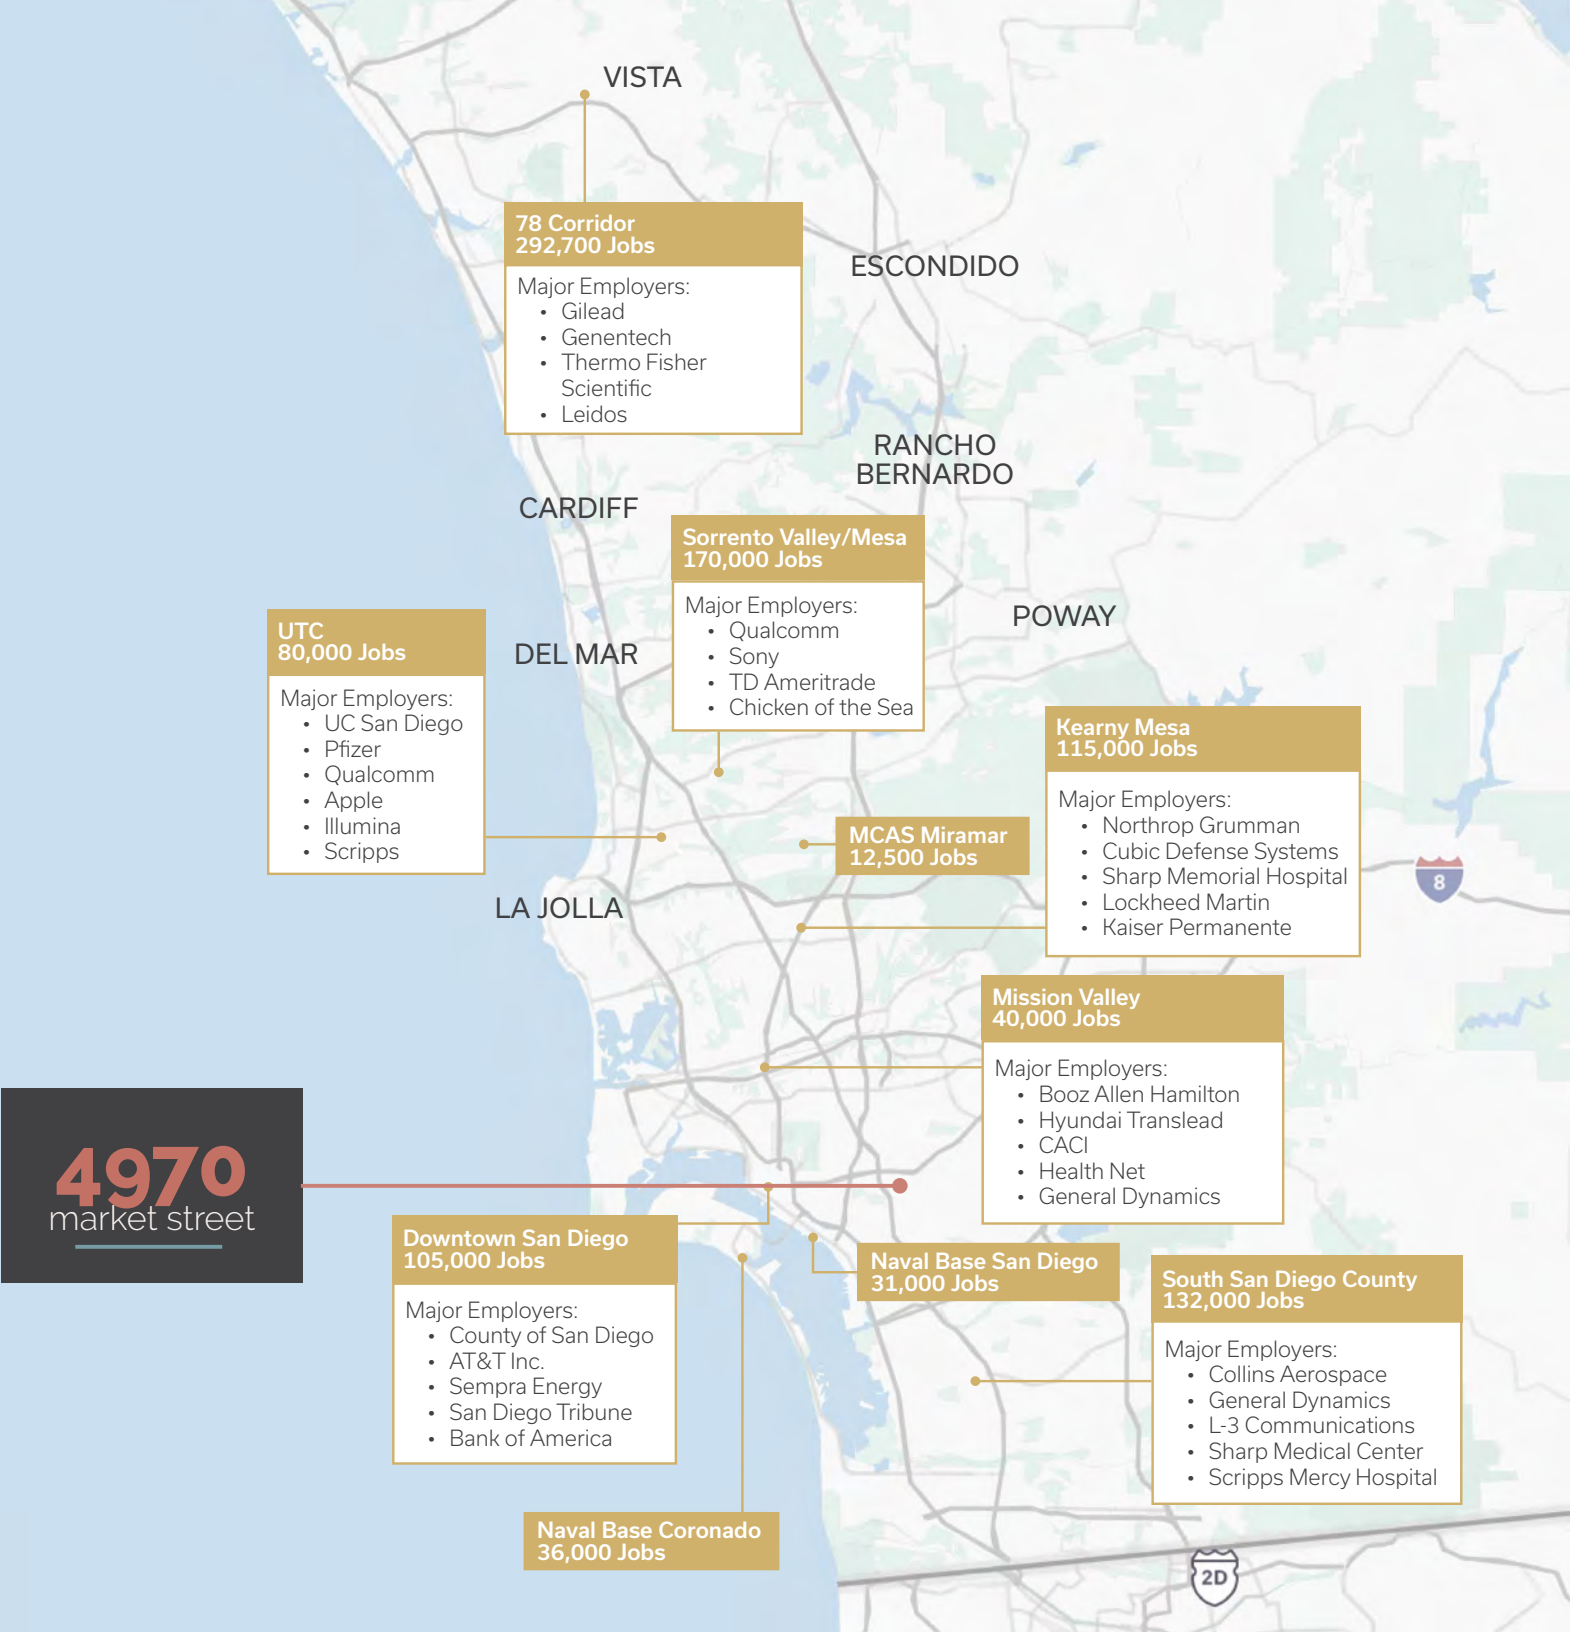 VISTA
78 Corridor
292,700 Jobs
Major Employers:
• Gilead
• Genentech
• Thermo Fisher
Scientific
• Leidos
ESCONDIDO
RANCHO
BERNARDO
CARDIFF
Sorrento Valley/Mesa
170,000 Jobs
Major Employers:
• Qualcomm
• Sony
• TD Ameritrade
• Chicken of the Sea
POWAY
DEL MAR
UTC
80,000 Jobs
Major Employers:
• UC San Diego
• Pfizer
• Qualcomm
• Apple
• Illumina
• Scripps
Kearny Mesa
115,000 Jobs
Major Employers:
• Northrop Grumman
• Cubic Defense Systems
• Sharp Memorial Hospital
• Lockheed Martin
• Kaiser Permanente
MCAS Miramar
12,500 Jobs
8
LA JOLLA
Mission Valley
40,000 Jobs
Major Employers:
• Booz Allen Hamilton
• Hyundai Translead
• CACI
• Health Net
• General Dynamics
4970
market street
Downtown San Diego
105,000 Jobs
Major Employers:
• County of San Diego
• AT&T Inc.
• Sempra Energy
• San Diego Tribune
• Bank of America
Naval Base San Diego
31,000 Jobs
South San Diego County
132,000 Jobs
Major Employers:
• Collins Aerospace
• General Dynamics
• L-3 Communications
• Sharp Medical Center
• Scripps Mercy Hospital
Naval Base Coronado
36,000 Jobs
2D